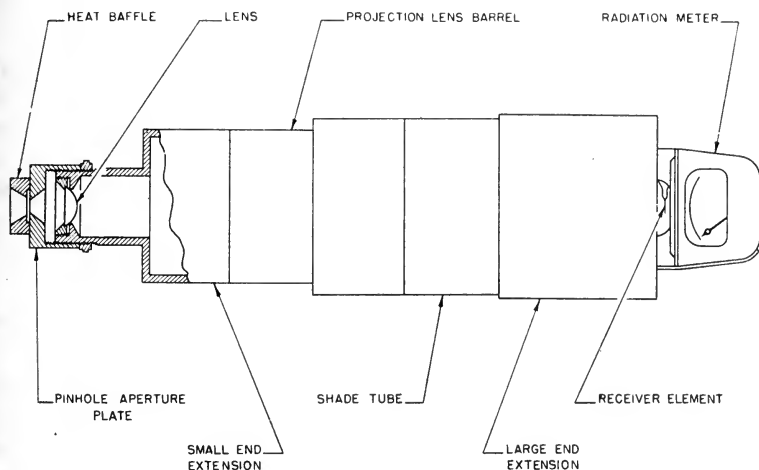 HEAT BAFFLE
LENS
PROJECTION LENS BARREL
RADIATION METER
PINHOLE APERTURE
PLATE
SHADE TUBE
RECEIVER ELEMENT
SMALL END
EXTENSION
LARGE END
EXTENSION